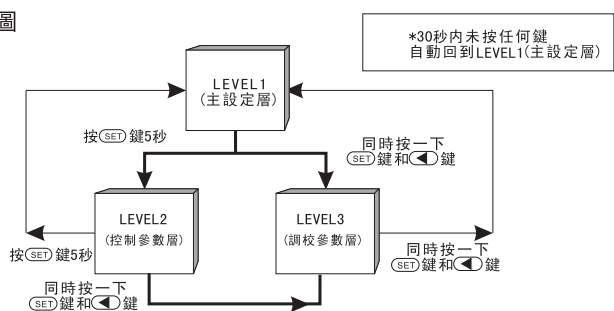 圖
*30秒内未按任何鍵
自動回到LEVEL1(主設定層)
LEVEL1
(主設定層)
按SET鍵5秒
同時按一下
SET鍵和◀鍵
LEVEL2
(控制參數層)
LEVEL3
(調校參數層)
按SET鍵5秒
同時按一下
SET鍵和◀鍵
同時按一下
SET鍵和◀鍵